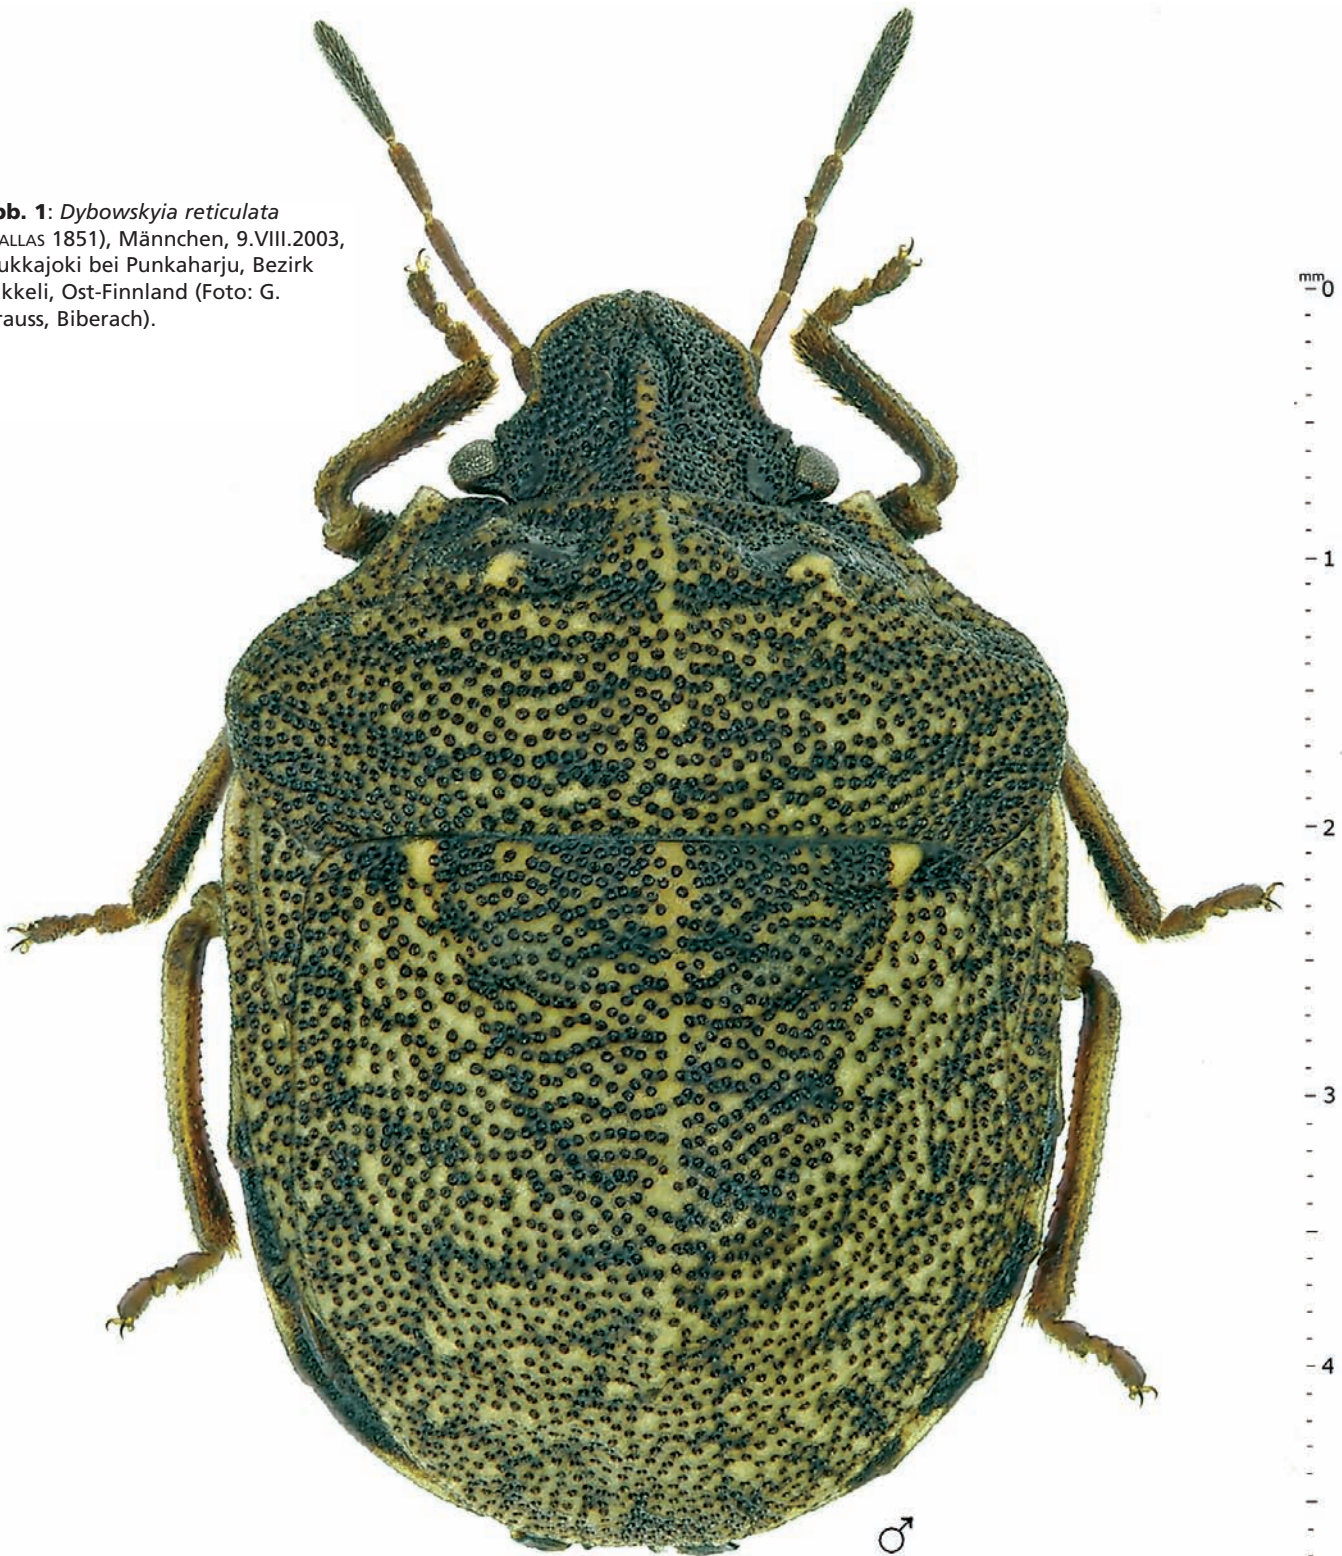 bb. 1: Dybowskyia reticulata
ALLAS 1851), Männchen, 9.VIII.2003,
ukkajoki bei Punkaharju, Bezirk
kkeli, Ost-Finnland (Foto: G.
rauss, Biberach).
mm
0
1
2
3
4
♂